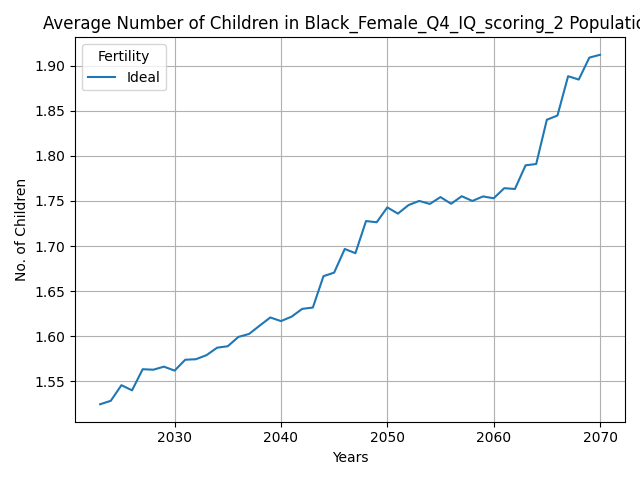 Average Number of Children in Black_Female_Q4_IQ_scoring_2 Populatio
Fertility
Ideal
No. of Children
1.90
1.85
1.80
1.75
1.70
1.65
1.60
1.55
2030 2040 2050 2060 2070
Years